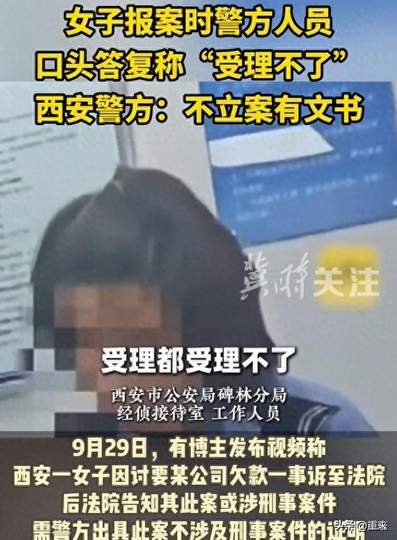 女子报案时警方人员
口头答复称“受理不了”
西安警方：不立案有文书
冀时关注
受理都受理不了
西安市公安局碑林分局
经侦接待室 工作人员
9月29日，有博主发布视频称
西安一女子因讨要某公司欠款一事诉至法院
后法院告知其此案或涉刑事案件
需警方出具此案不涉及刑事案件的证明
头条 @重来